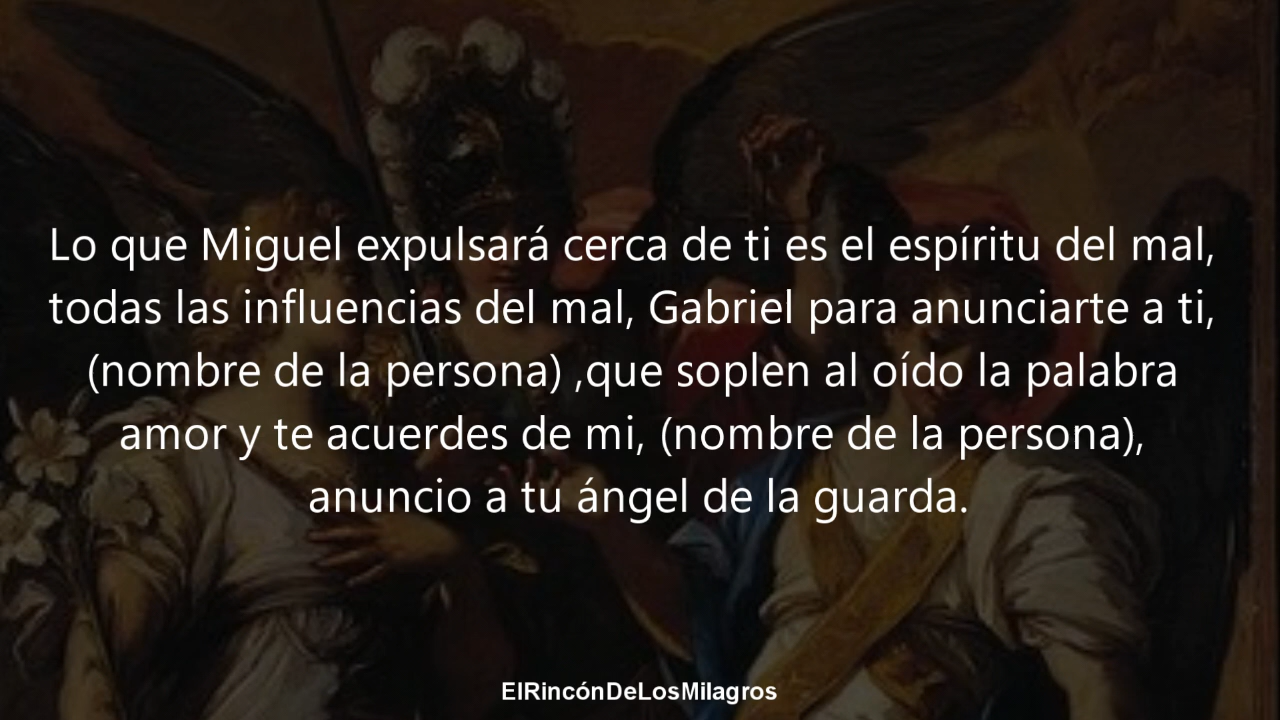 Lo que Miguel expulsará cerca de ti es el espíritu del mal,
todas las influencias del mal, Gabriel para anunciarte a ti,
(nombre de la persona) ,que soplen al oído la palabra
amor y te acuerdes de mi, (nombre de la persona),
anuncio a tu ángel de la guarda.
ElRincónDeLosMilagros